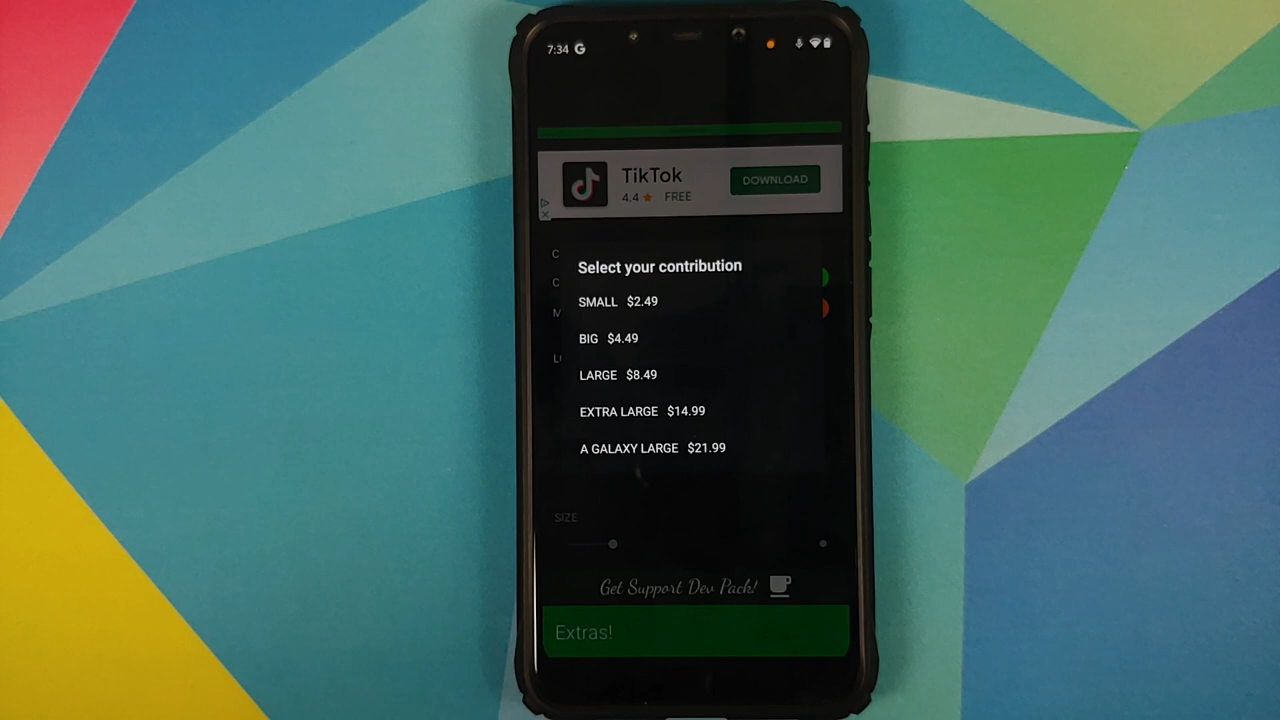 7:34 G
TikTok
4.4 ★ FREE
DOWNLOAD
C
Select your contribution
C
SMALL $2.49
M
BIG $4.49
LARGE $8.49
EXTRA LARGE $14.99
A GALAXY LARGE $21.99
SIZE
Get Support Dev Pack!
Extras!